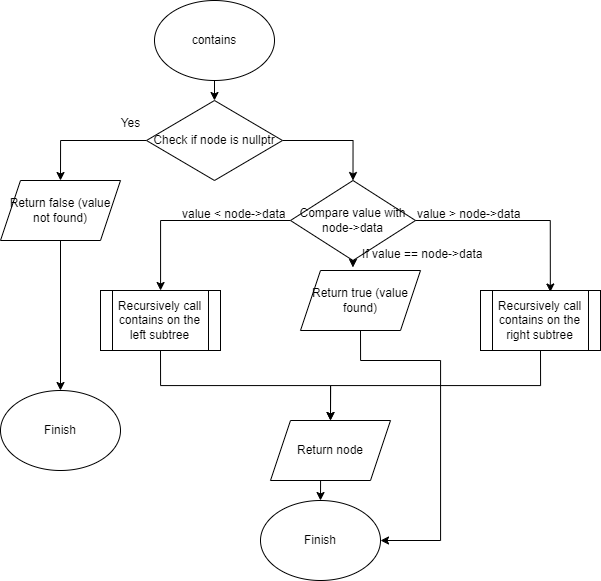 contains
Yes
Check if node is nullptr
Return false (value
not found)
value < node->data
Compare value with
node->data
value > node->data
If value == node->data
Recursively call
contains on the
left subtree
Return true (value
found)
Recursively call
contains on the
right subtree
Finish
Return node
Finish